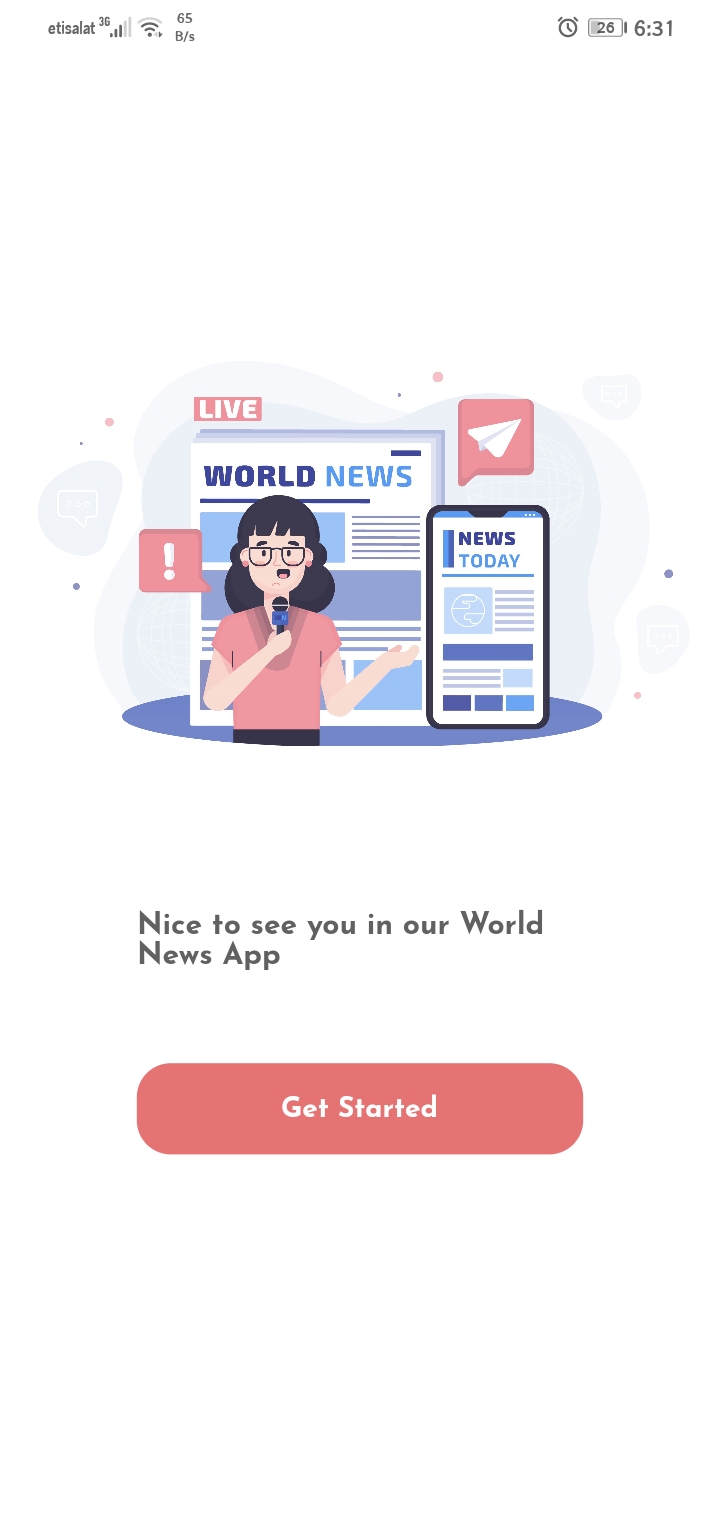 etisalat 3G 65 B/s 26 6:31
LIVE
WORLD NEWS
NEWS
TODAY
Nice to see you in our World
News App
Get Started